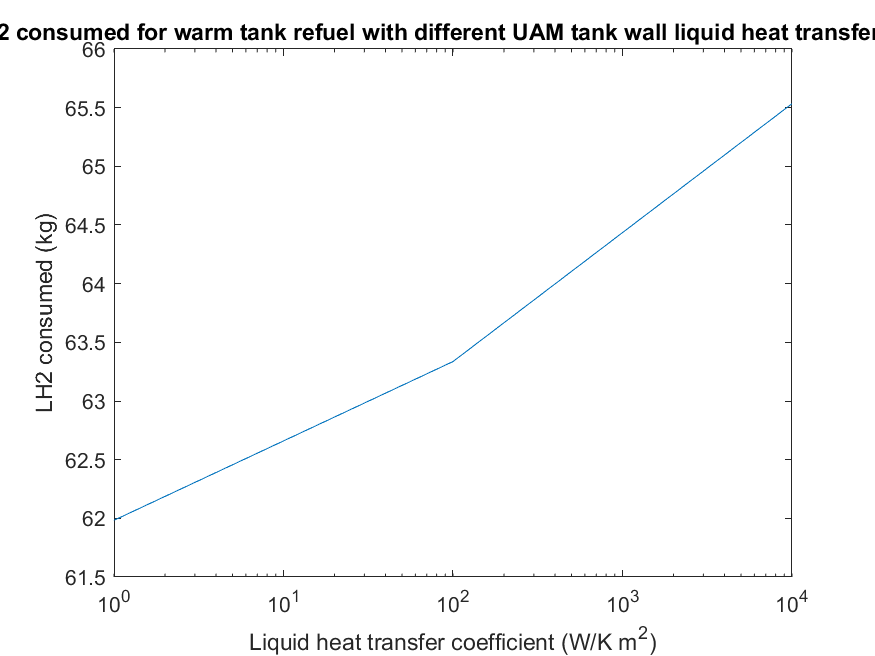 2 consumed for warm tank refuel with different UAM tank wall liquid heat transfer
66
65.5
65
64.5
64
63.5
63
62.5
62
61.5
LH2 consumed (kg)
10^0 10^1 10^2 10^3 10^4
Liquid heat transfer coefficient (W/K m^2)